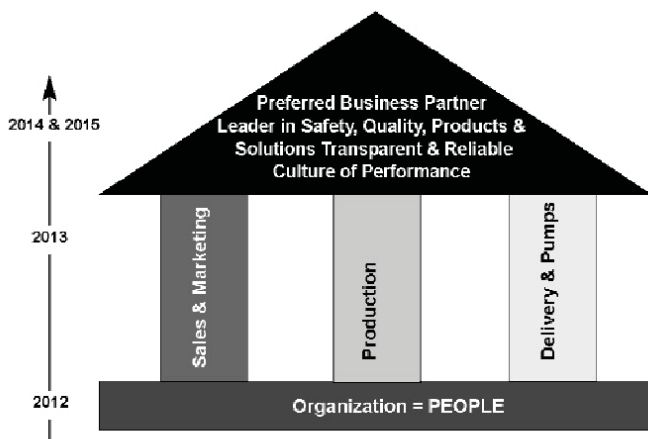 Preferred Business Partner
Leader in Safety, Quality, Products &
Solutions Transparent & Reliable
Culture of Performance
2014 & 2015
2013
Sales & Marketing
Production
Delivery & Pumps
2012
Organization = PEOPLE